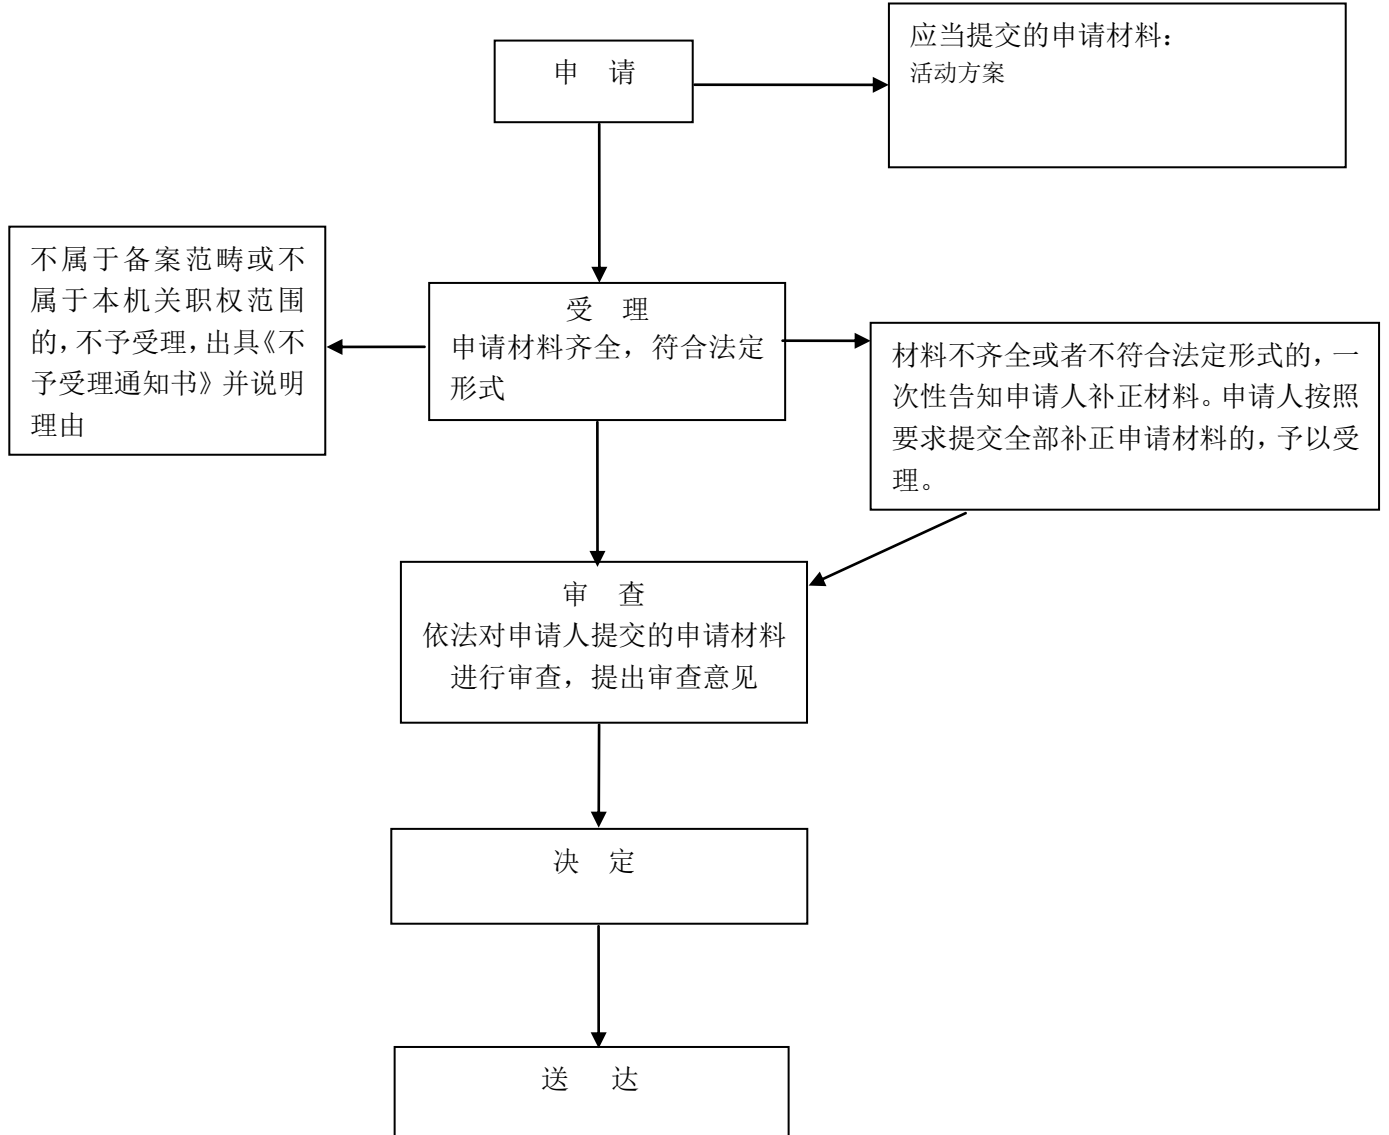 申 请
应当提交的申请材料：
活动方案
不属于备案范畴或不
属于本机关职权范围
的，不予受理，出具《不
予受理通知书》并说明
理由
受 理
申请材料齐全，符合法定
形式
材料不齐全或者不符合法定形式的，一
次性告知申请人补正材料。申请人按照
要求提交全部补正申请材料的，予以受
理。
审 查
依法对申请人提交的申请材料
进行审查，提出审查意见
决 定
送 达